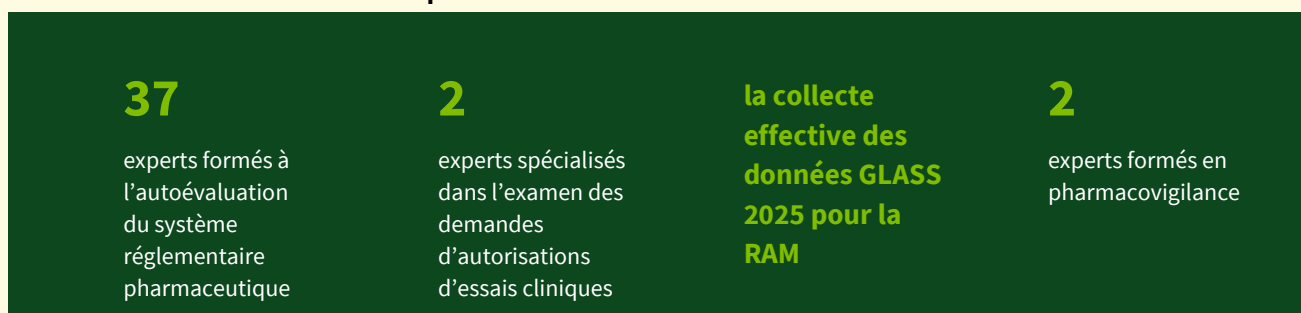 37
experts formés à
l'autoévaluation
du système
réglementaire
pharmaceutique
2
experts spécialisés
dans l'examen des
demandes
d'autorisations
d'essais cliniques
la collecte
effective des
données GLASS
2025 pour la
RAM
2
experts formés en
pharmacovigilance